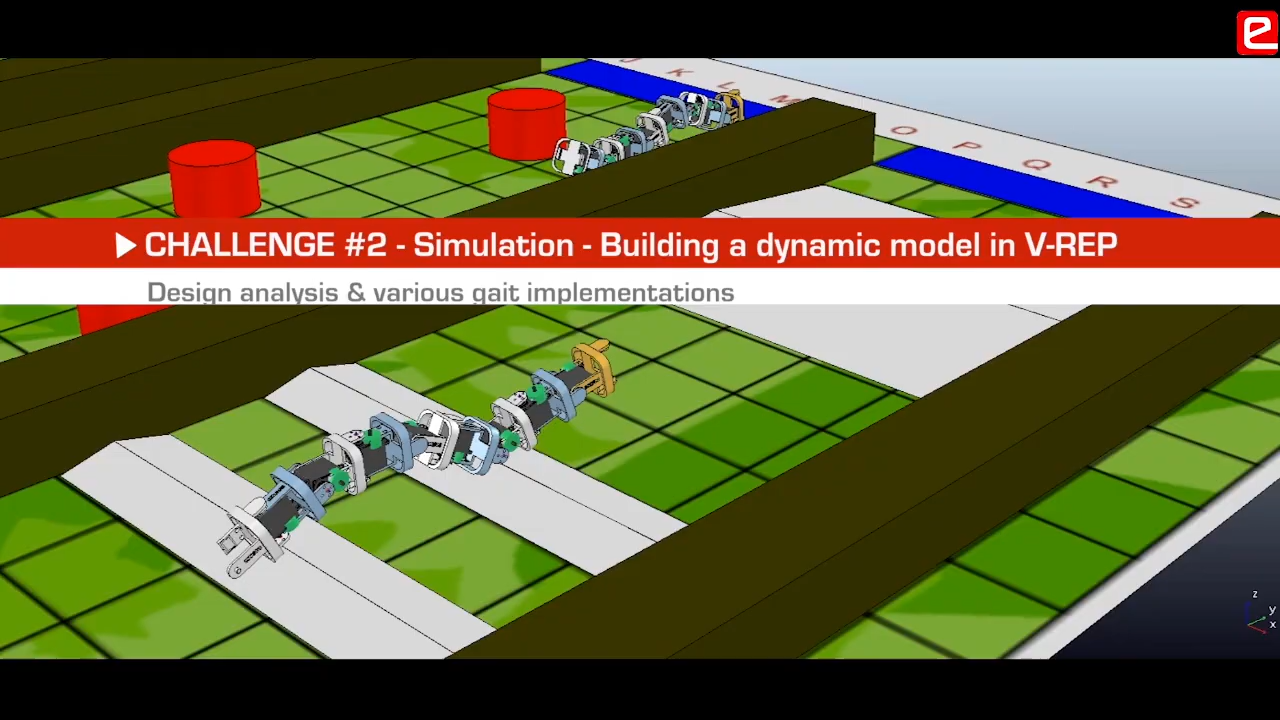 e
J K L M O P Q R S
CHALLENGE #2 - Simulation - Building a dynamic model in V-REP
Design analysis & various gait implementations
z
y
x